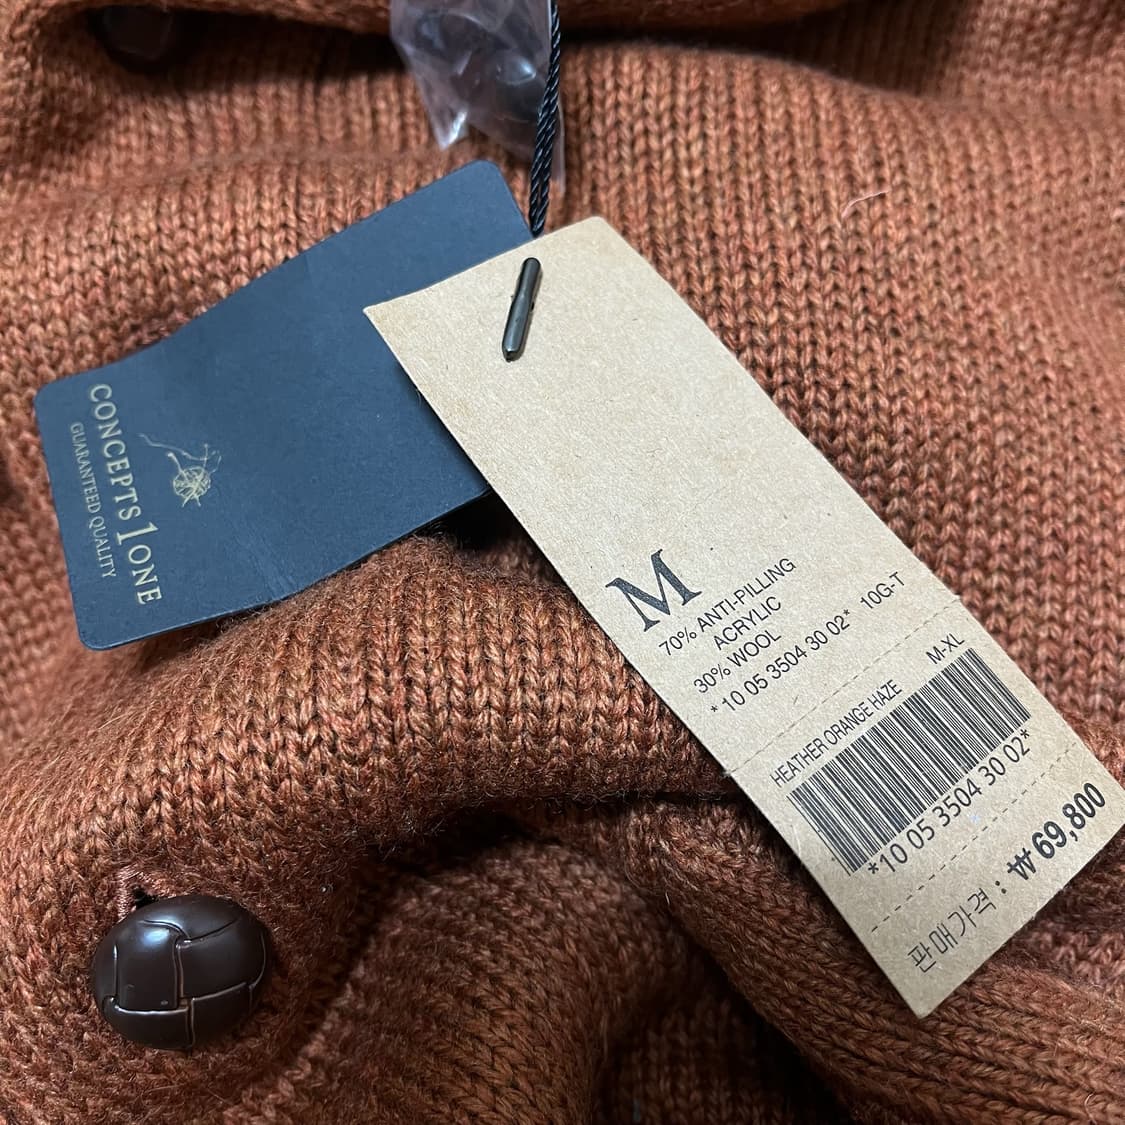 CONCEPTS 1 ONE
GUARANTEED QUALITY
M
70% ANTI-PILLING
ACRYLIC
30% WOOL
*10 05 3504 30 02* 10G-T
HEATHER ORANGE HAZE M-XL
*10 05 3504 30 02*
판매가격 : ₩ 69,800